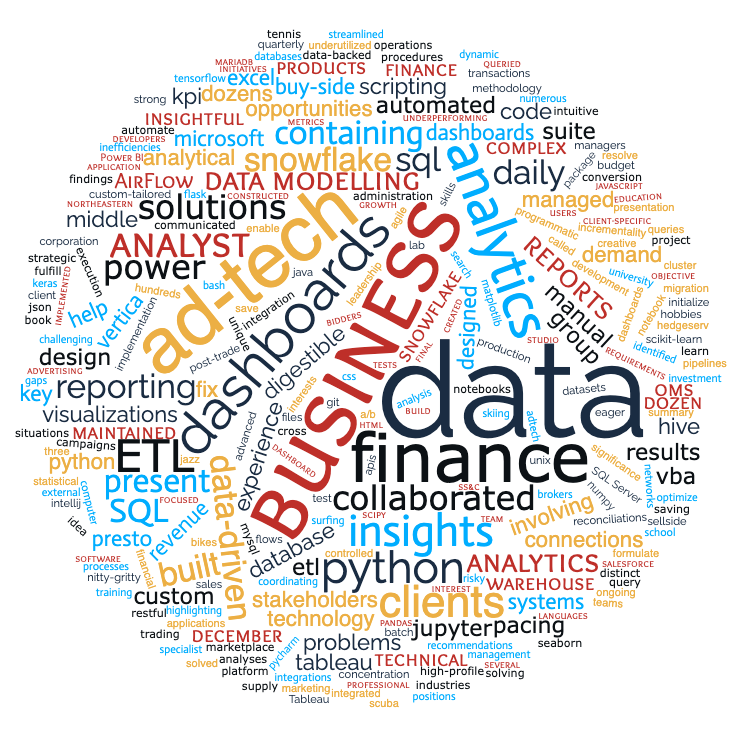 tennis
streamlined
quarterly
underutilized
operations
MARIADB
databases
data-backed
procedures
dynamic
INITIATIVES
QUERIED
tensorflow
excel
PRODUCTS
FINANCE
transactions
strong
kpi
dozens
buy-side
scripting
methodology
INSIGHTFUL
opportunities
automated
code
numerous
intuitive
automate
METRICS
UNDERPERFORMING
DEVELOPERS
microsoft
containing
dashboards
suite
inefficiencies
Power BI
analytical
snowflake
sql
COMPLEX
managers
resolve
APPLICATION
package
budget
findings
AirFlow
DATA MODELLING
daily
conversion
custom-tailored
flask
CONSTRUCTED
administration
skills
JAVASCRIPT
NORTHEASTERN
GROWTH
managed
EDUCATION
presentation
middle
solutions
agile
USERS
communicated
programmatic
CLIENT-SPECIFIC
incrementality
queries
corporation
ANALYST
enable
ad-tech
analytics
called
creative
project
strategic
execution
power
lab
search
REPORTS
demand
development
university
cluster
fulfill
keras
bash
java
leadership
OBJECTIVE
client
IMPLEMENTED
hundreds
dashboards
BUSINESS
matplotlib
migration
json
help
vertica
save
integration
SNOWFLAKE
CREATED
designed
manual
dashboards
notebook
initialize
book
implementation
unique
BIDDERS
group
hobbies
hedgeserv
challenging
post-trade
digestible
FINAL
production
STUDIO
scikit-learn
design
REQUIREMENTS
identified
learn
ADVERTISING
TESTS
pipelines
gaps
key
reporting
fix
interests
css
data
notebooks
datasets
investment
visualizations
files
git
a/b
analysis
BUILD
skiing
eager
OMS
DOZEN
summary
situations
MAINTAINED
advanced
experience
cross
HTML
adtech
hive
campaigns
ETL
three
python
jazz
DASHBOARD
apis
finance
unix
significance
results
statistical
external
computer
present
data-driven
SQL Server
networks
vba
intellij
SQL
FOCUSED
test
collaborated
SS&C
brokers
numpy
optimize
saving
idea
revenue
surfing
SCIPY
insights
TEAM
involving
reconciliations
sellside
presto
bikes
mysql
database
flows
controlled
connections
school
SOFTWARE
processes
financial
built
etl
python
ANALYTICS
formulate
SALESFORCE
nitty-gritty
sales
coordinating
risky
distinct
training
custom
INTEREST
WAREHOUSE
query
restful
highlighting
stakeholders
clients
systems
ongoing
LANGUAGES
teams
applications
technology
PANDAS
trading
DECEMBER
batch
jupyter
pacing
seaborn
specialist
marketplace
problems
recommendations
solved
analyses
pycharm
tableau
TECHNICAL
management
SEVERAL
platform
integrations
concentration
high-profile
solving
supply
marketing
integrated
PROFESSIONAL
industries
Tableau
scuba
positions